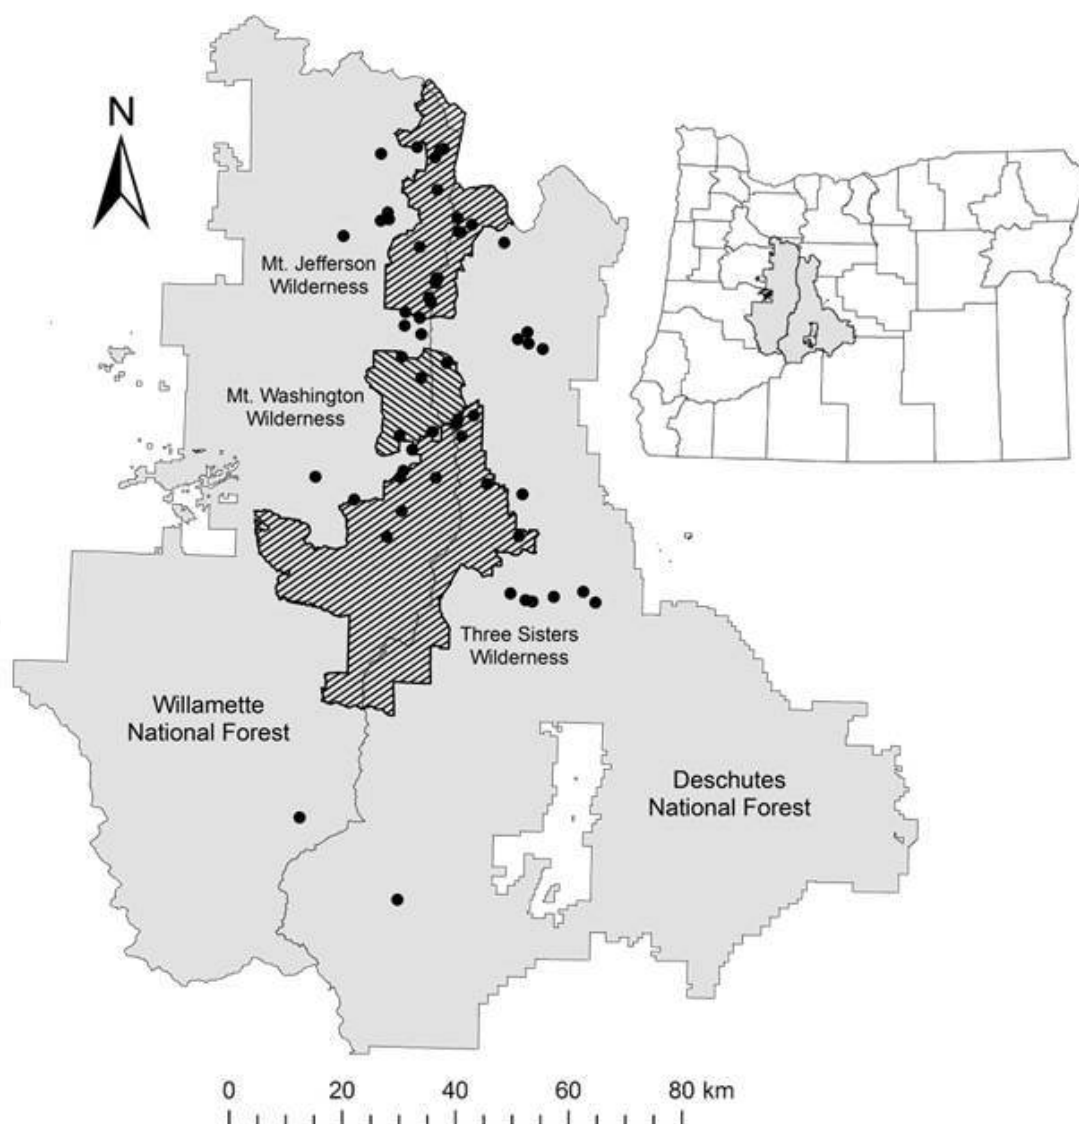 N
Mt. Jefferson
Wilderness
Mt. Washington
Wilderness
Three Sisters
Wilderness
Willamette
National Forest
Deschutes
National Forest
0 20 40 60 80 km